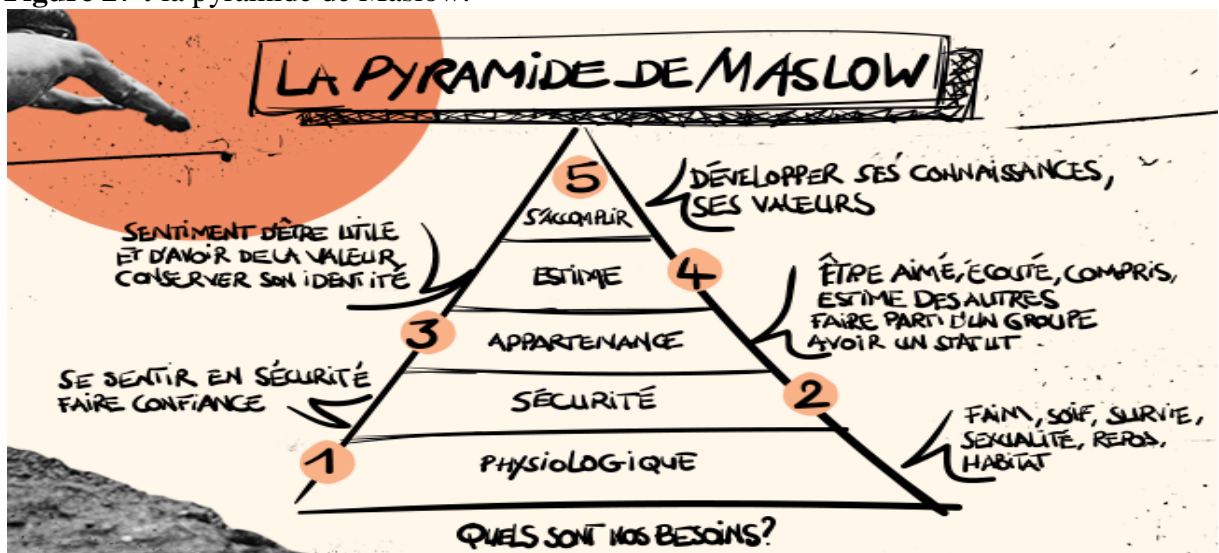 Figure 27 : la pyramide de Maslow.
LA PYRAMIDE DE MASLOW
5
S'ACCOMPLIR
DÉVELOPPER SES CONNAISSANCES,
SES VALEURS
SENTIMENT D'ÊTRE UTILE
ET D'AVOIR DE LA VALEUR
CONSERVER SON IDENTITÉ
ESTIME
4
ÊTRE AIMÉ, ÉCOUTÉ, COMPRIS,
ESTIME DES AUTRES
FAIRE PARTI D'UN GROUPE
AVOIR UN STATUT
3
APPARTENANCE
SE SENTIR EN SÉCURITÉ
FAIRE CONFIANCE
SÉCURITÉ
2
FAIM, SOIF, SURVIE,
SEXUALITÉ, REPOS,
HABITAT
1
PHYSIOLOGIQUE
QUELS SONT NOS BESOINS?